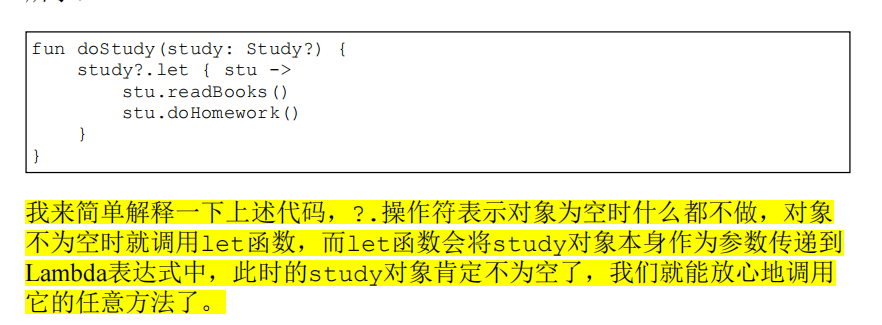 fun doStudy(study: Study?) {
    study?.let { stu ->
        stu.readBooks()
        stu.doHomework()
    }
}
我来简单解释一下上述代码，?.操作符表示对象为空时什么都不做，对象
不为空时就调用let函数，而let函数会将study对象本身作为参数传递到
Lambda表达式中，此时的study对象肯定不为空了，我们就能放心地调用
它的任意方法了。